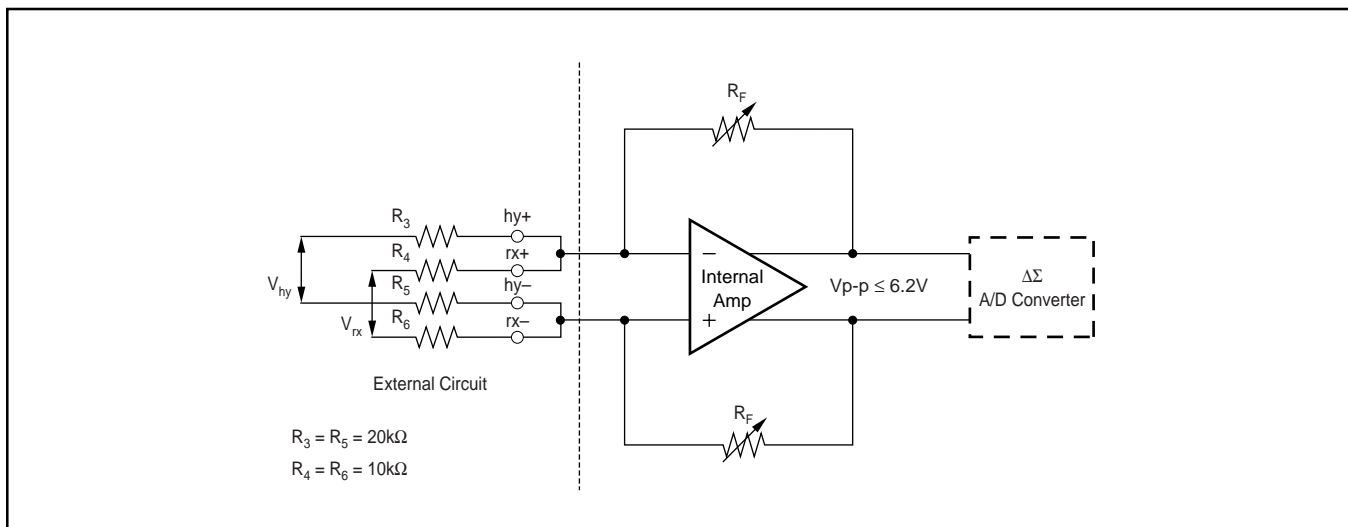 R_F
R_3
hy+
R_4
rx+
V_hy
R_5
hy–
V_rx
R_6
rx–
–
Internal
Amp
+
Vp-p ≤ 6.2V
ΔΣ
A/D Converter
External Circuit
R_F
R_3 = R_5 = 20kΩ
R_4 = R_6 = 10kΩ